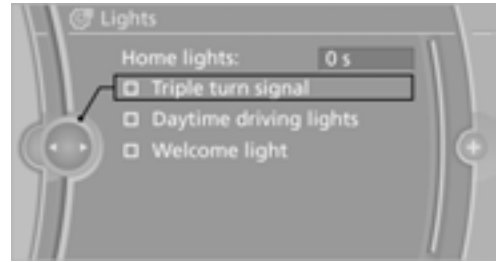 Lights
Home lights: 0 s
Triple turn signal
Daytime driving lights
Welcome light